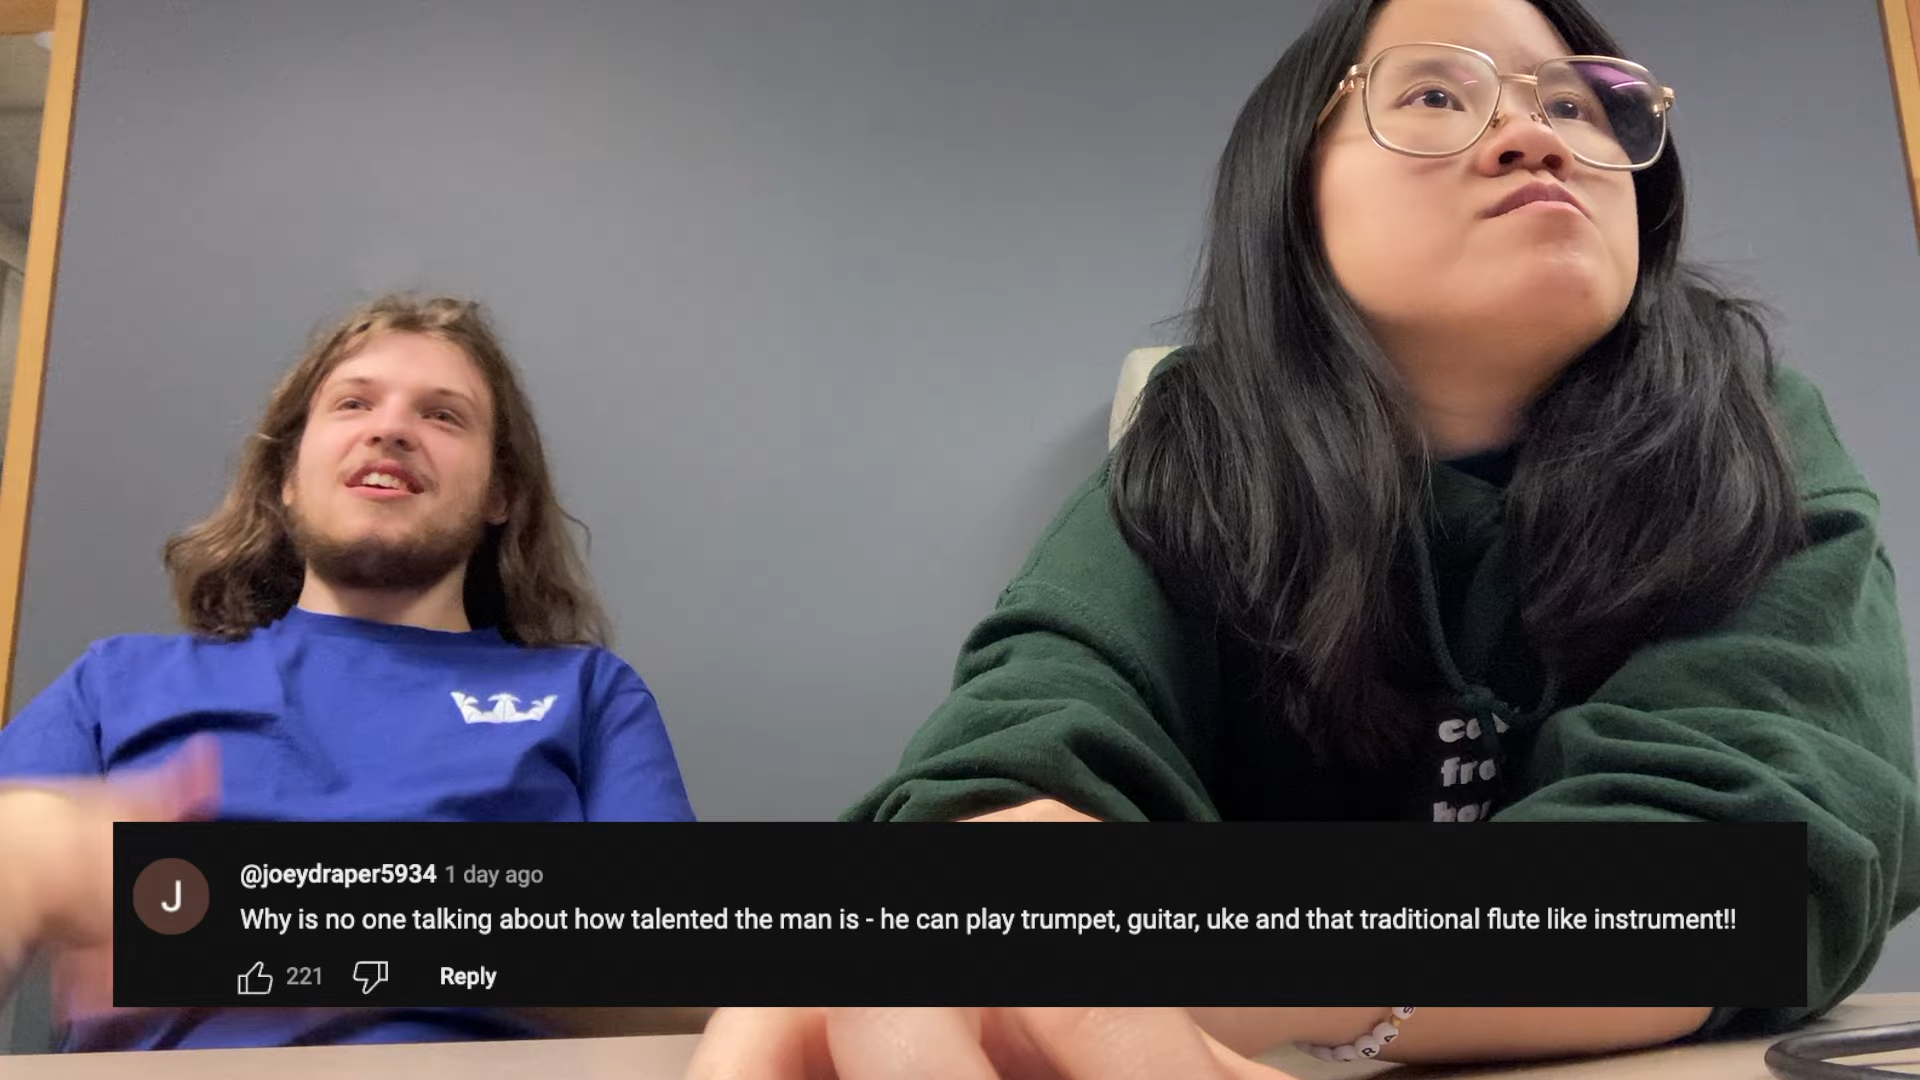 J
@joeydraper5934 1 day ago
Why is no one talking about how talented the man is - he can play trumpet, guitar, uke and that traditional flute like instrument!!
221
Reply